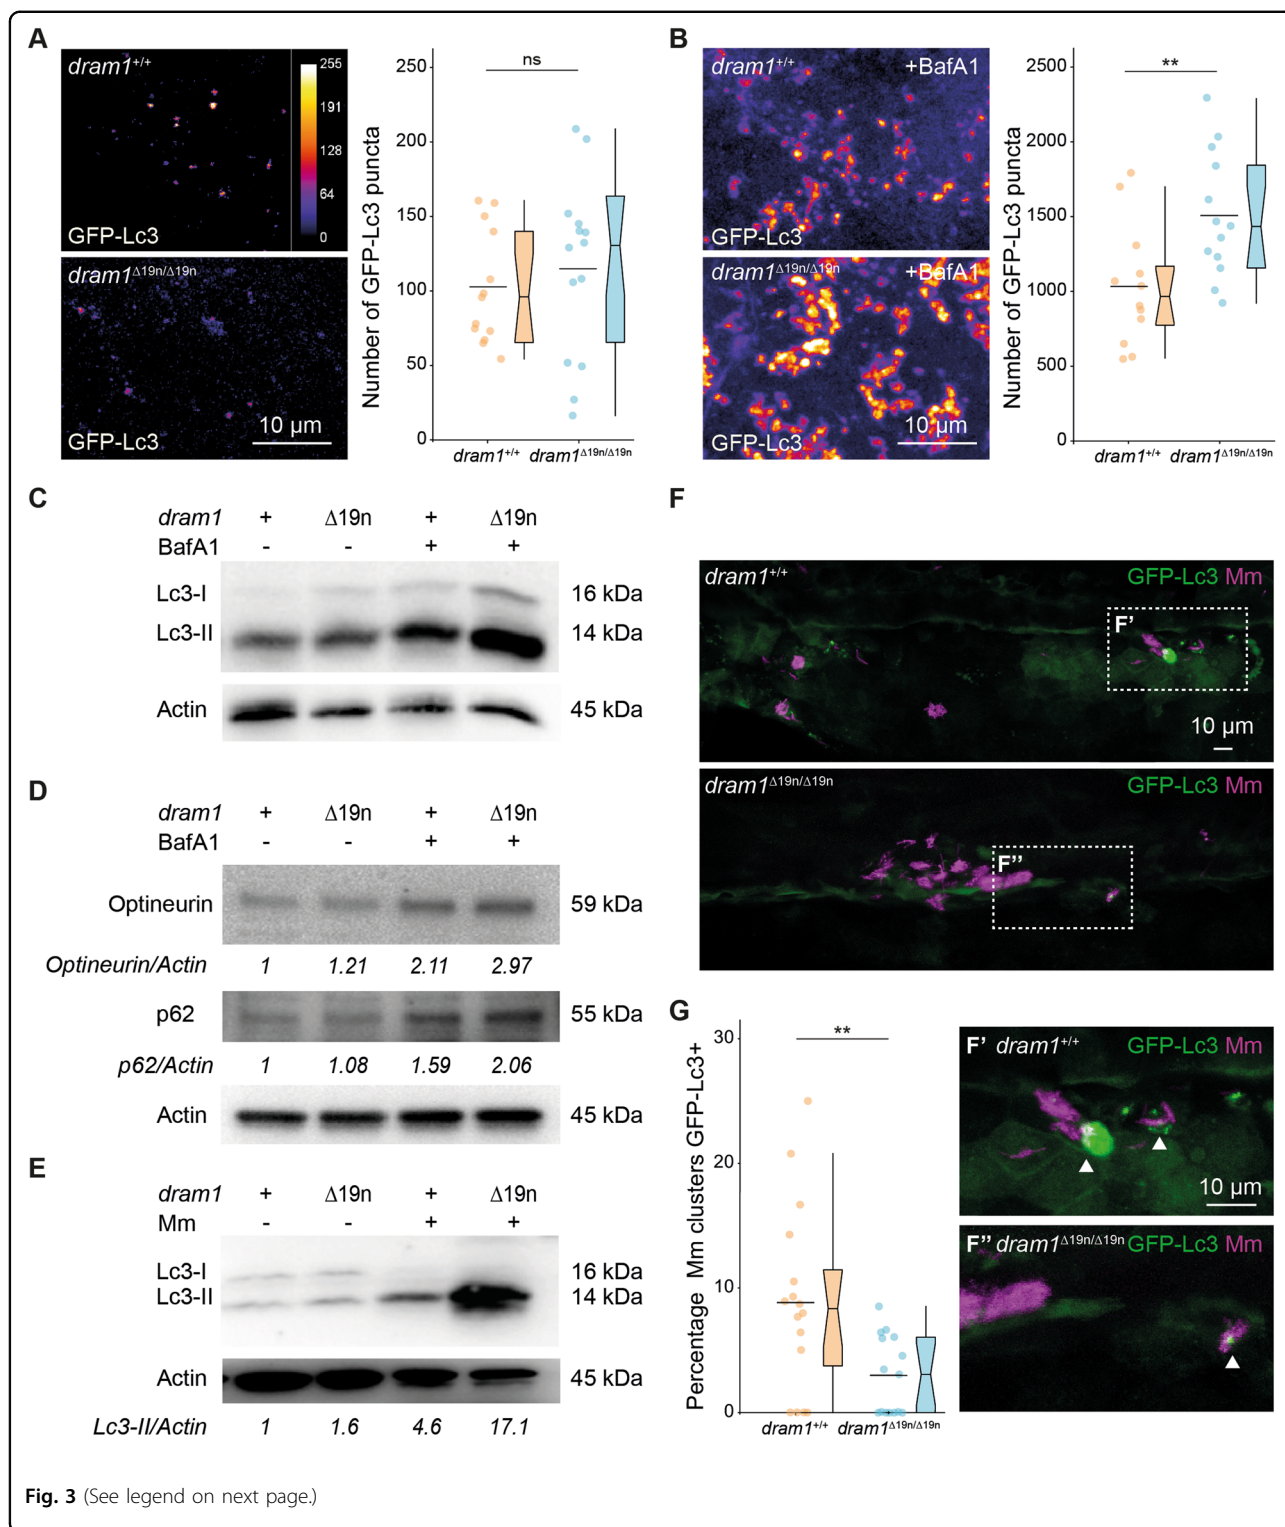 A
dram1+/+
255
191
128
64
0
GFP-Lc3
dram1Δ19n/Δ19n
10 µm
GFP-Lc3
Number of GFP-Lc3 puncta
250
200
150
100
50
0
ns
dram1+/+ dram1Δ19n/Δ19n
B
dram1+/+ +BafA1
GFP-Lc3
dram1Δ19n/Δ19n +BafA1
10 µm
GFP-Lc3
Number of GFP-Lc3 puncta
2500
2000
1500
1000
500
0
**
dram1+/+ dram1Δ19n/Δ19n
C
dram1 + Δ19n + Δ19n
BafA1 - - + +
Lc3-I 16 kDa
Lc3-II 14 kDa
Actin 45 kDa
D
dram1 + Δ19n + Δ19n
BafA1 - - + +
Optineurin 59 kDa
Optineurin/Actin 1 1.21 2.11 2.97
p62 55 kDa
p62/Actin 1 1.08 1.59 2.06
Actin 45 kDa
E
dram1 + Δ19n + Δ19n
Mm - - + +
Lc3-I 16 kDa
Lc3-II 14 kDa
Actin 45 kDa
Lc3-II/Actin 1 1.6 4.6 17.1
F
dram1+/+ GFP-Lc3 Mm
F'
10 µm
dram1Δ19n/Δ19n GFP-Lc3 Mm
F"
G
Percentage Mm clusters GFP-Lc3+
30
20
10
0
**
dram1+/+ dram1Δ19n/Δ19n
F' dram1+/+ GFP-Lc3 Mm
10 µm
F" dram1Δ19n/Δ19n GFP-Lc3 Mm
Fig. 3 (See legend on next page.)